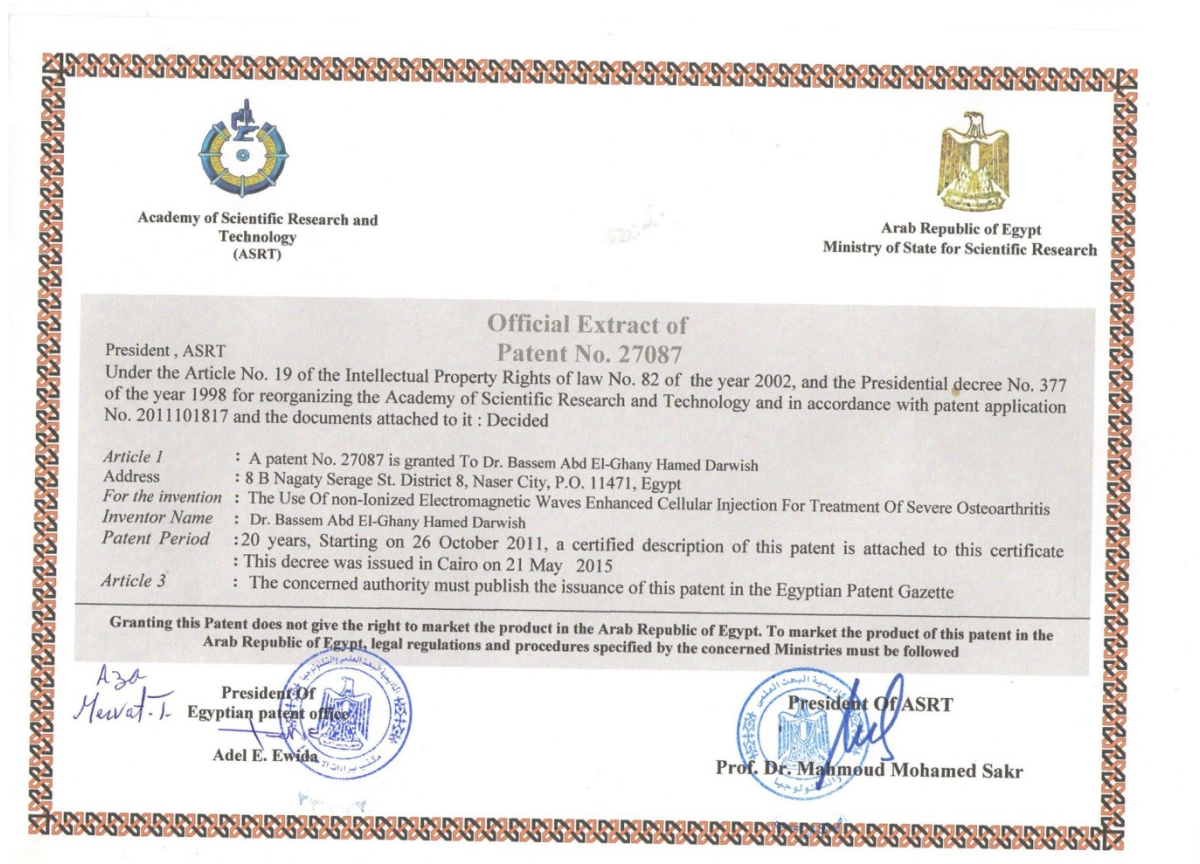 Academy of Scientific Research and
Technology
(ASRT)
Arab Republic of Egypt
Ministry of State for Scientific Research
Official Extract of
President , ASRT
Patent No. 27087
Under the Article No. 19 of the Intellectual Property Rights of law No. 82 of the year 2002, and the Presidential decree No. 377
of the year 1998 for reorganizing the Academy of Scientific Research and Technology and in accordance with patent application
No. 2011101817 and the documents attached to it : Decided
Article 1 : A patent No. 27087 is granted To Dr. Bassem Abd El-Ghany Hamed Darwish
Address : 8 B Nagaty Serage St. District 8, Naser City, P.O. 11471, Egypt
For the invention : The Use Of non-Ionized Electromagnetic Waves Enhanced Cellular Injection For Treatment Of Severe Osteoarthritis
Inventor Name : Dr. Bassem Abd El-Ghany Hamed Darwish
Patent Period :20 years, Starting on 26 October 2011, a certified description of this patent is attached to this certificate
: This decree was issued in Cairo on 21 May 2015
Article 3 : The concerned authority must publish the issuance of this patent in the Egyptian Patent Gazette
Granting this Patent does not give the right to market the product in the Arab Republic of Egypt. To market the product of this patent in the
Arab Republic of Egypt, legal regulations and procedures specified by the concerned Ministries must be followed
Aza
Mervat.T.
President Of
Egyptian patent office
Adel E. Ewida
President Of ASRT
Prof. Dr. Mahmoud Mohamed Sakr